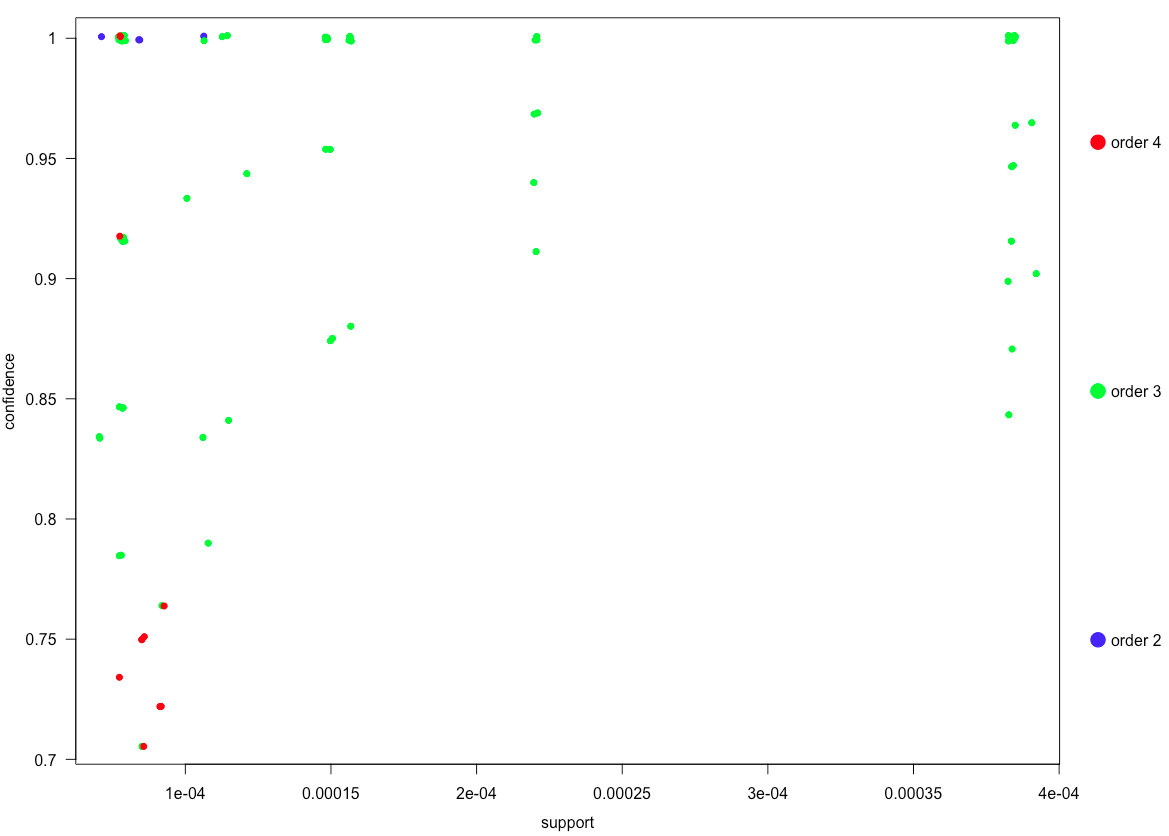 1
0.95
0.9
0.85
0.8
0.75
0.7
confidence
1e-04
0.00015
2e-04
0.00025
3e-04
0.00035
4e-04
support
order 4
order 3
order 2